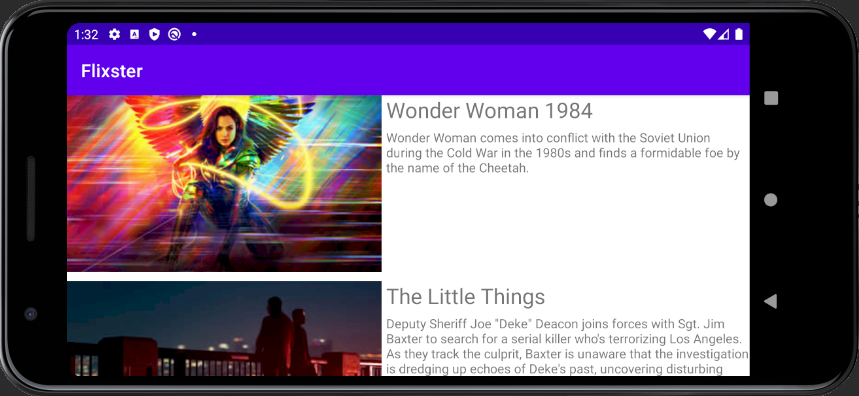 1:32
Flixster
Wonder Woman 1984
Wonder Woman comes into conflict with the Soviet Union
during the Cold War in the 1980s and finds a formidable foe by
the name of the Cheetah.
The Little Things
Deputy Sheriff Joe "Deke" Deacon joins forces with Sgt. Jim
Baxter to search for a serial killer who's terrorizing Los Angeles.
As they track the culprit, Baxter is unaware that the investigation
is dredging up echoes of Deke's past, uncovering disturbing